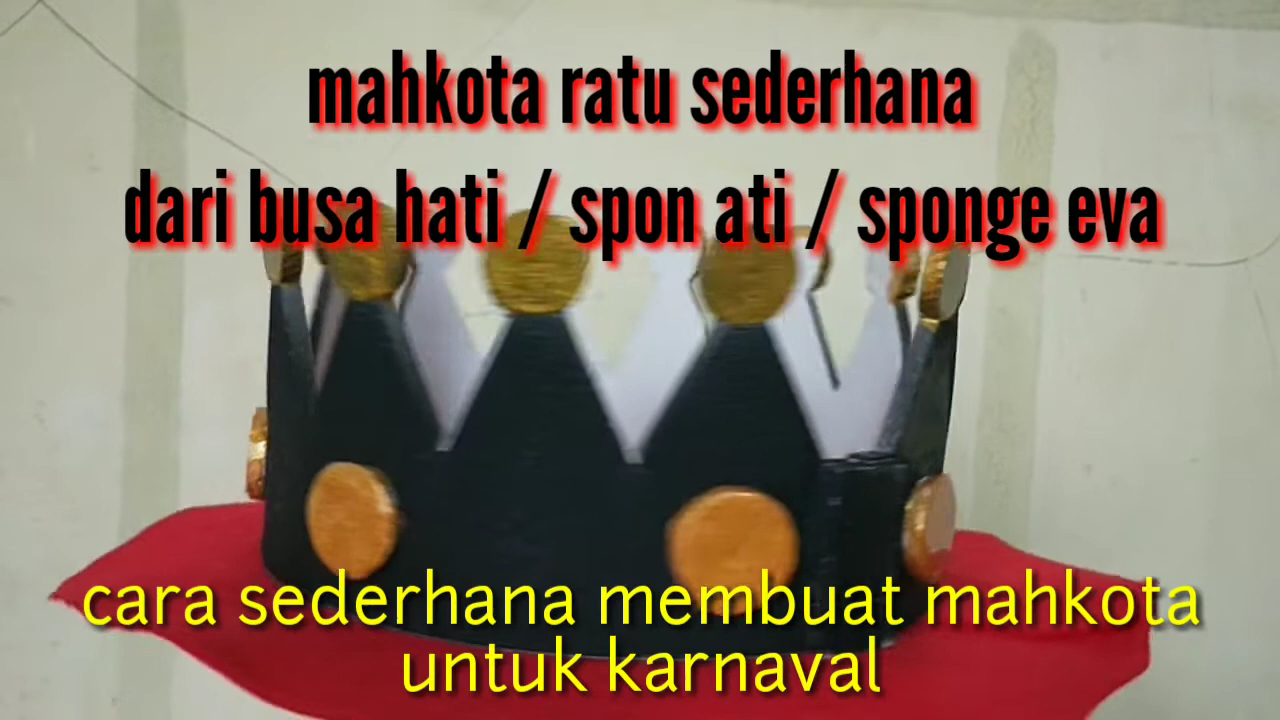 mahkota ratu sederhana
dari busa hati / spon ati / sponge eva
cara sederhana membuat mahkota
untuk karnaval